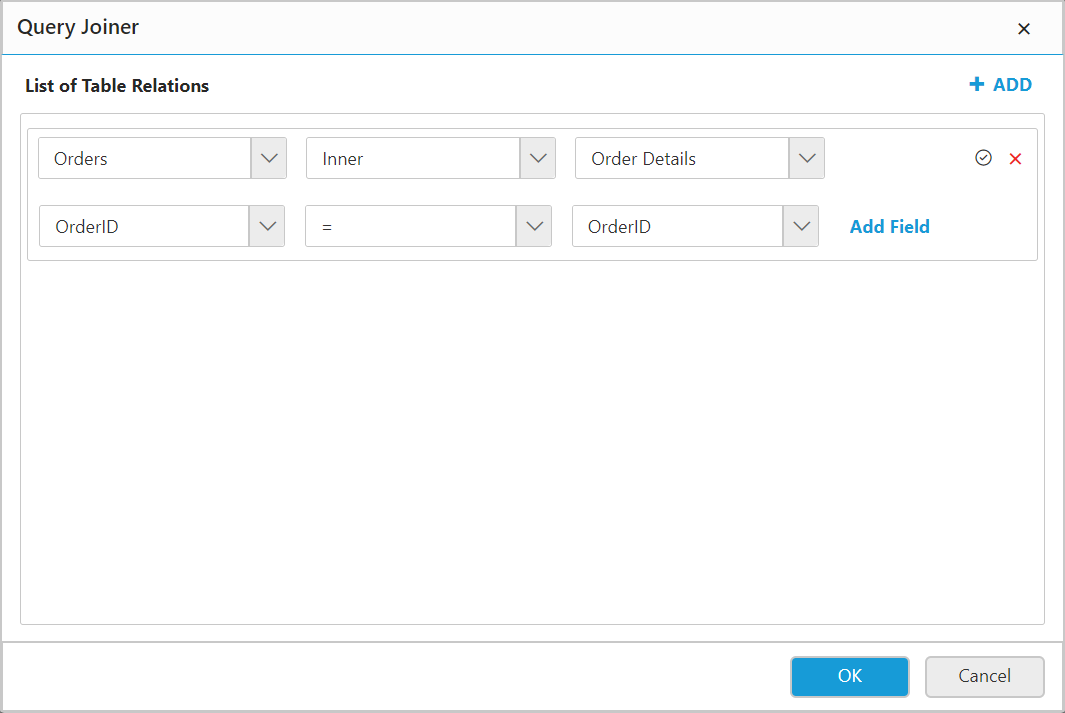 Query Joiner
List of Table Relations
ADD
Orders Inner Order Details
OrderID = OrderID Add Field
OK Cancel